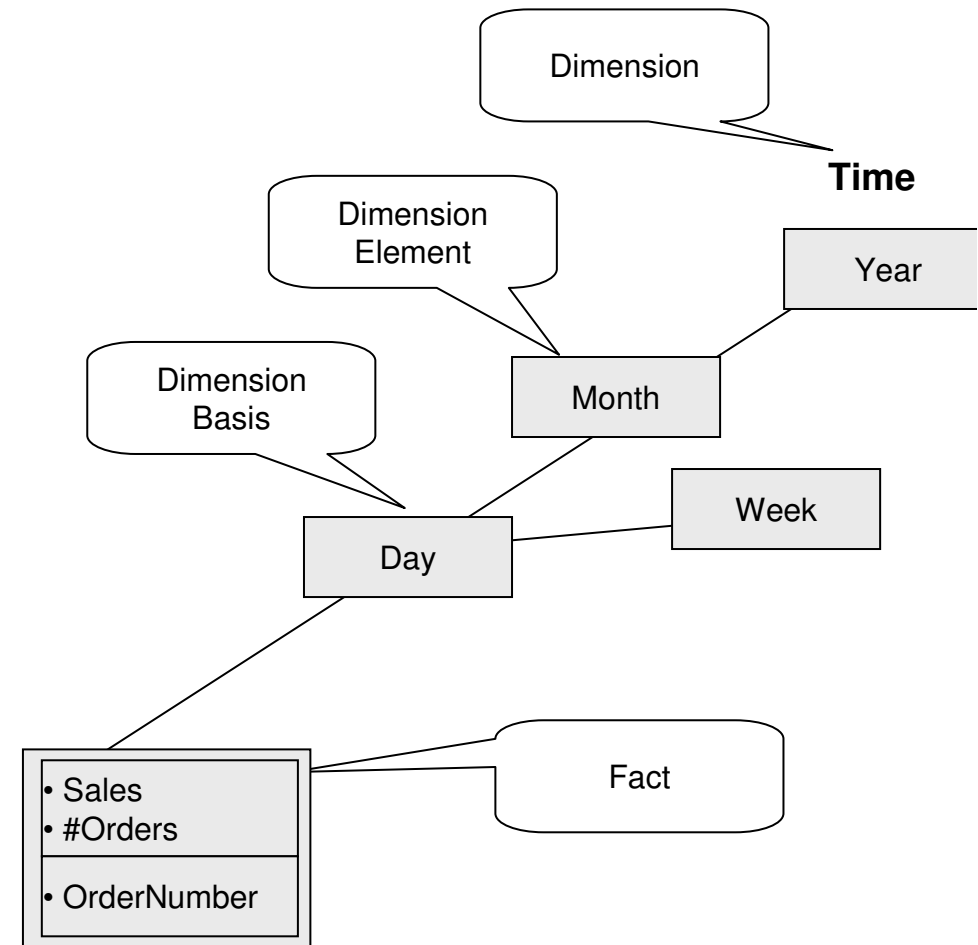 Dimension
Time
Dimension
Element
Year
Dimension
Basis
Month
Week
Day
• Sales
• #Orders
• OrderNumber
Fact